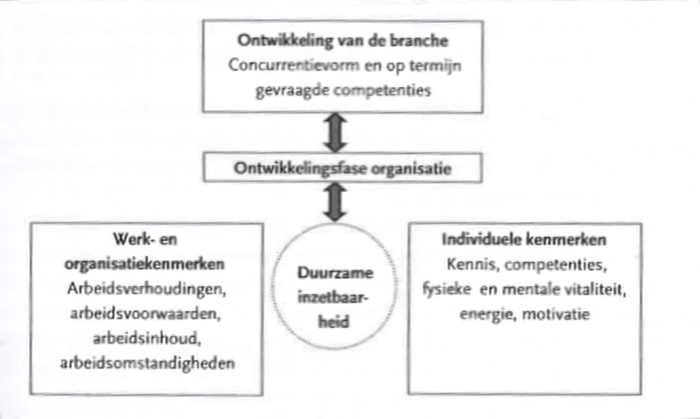 Ontwikkeling van de branche
Concurrentievorm en op termijn
gevraagde competenties
Ontwikkelingsfase organisatie
Werk- en
organisatiekenmerken
Arbeidsverhoudingen,
arbeidsvoorwaarden,
arbeidsinhoud,
arbeidsomstandigheden
Duurzame
inzetbaar-
heid
Individuele kenmerken
Kennis, competenties,
fysieke en mentale vitaliteit,
energie, motivatie